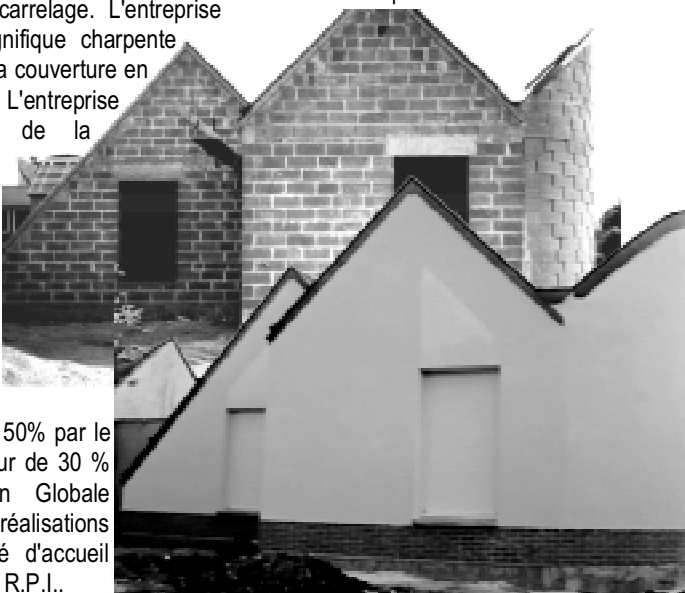 carrelage. L'entreprise
gnifique charpente
a couverture en
L'entreprise
de la
50% par le
ur de 30 %
n Globale
réalisations
é d'accueil
R.P.I..